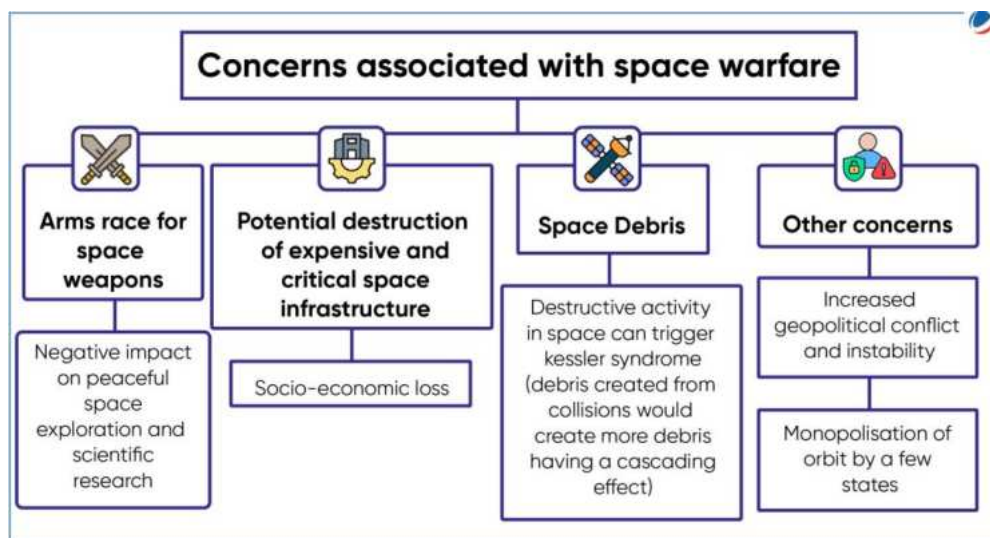 Concerns associated with space warfare
Arms race for
space
weapons
Negative impact
on peaceful
space
exploration and
scientific
research
Potential destruction
of expensive and
critical space
infrastructure
Socio-economic loss
Space Debris
Destructive activity
in space can trigger
kessler syndrome
(debris created from
collisions would
create more debris
having a cascading
effect)
Other concerns
Increased
geopolitical conflict
and instability
Monopolisation of
orbit by a few
states